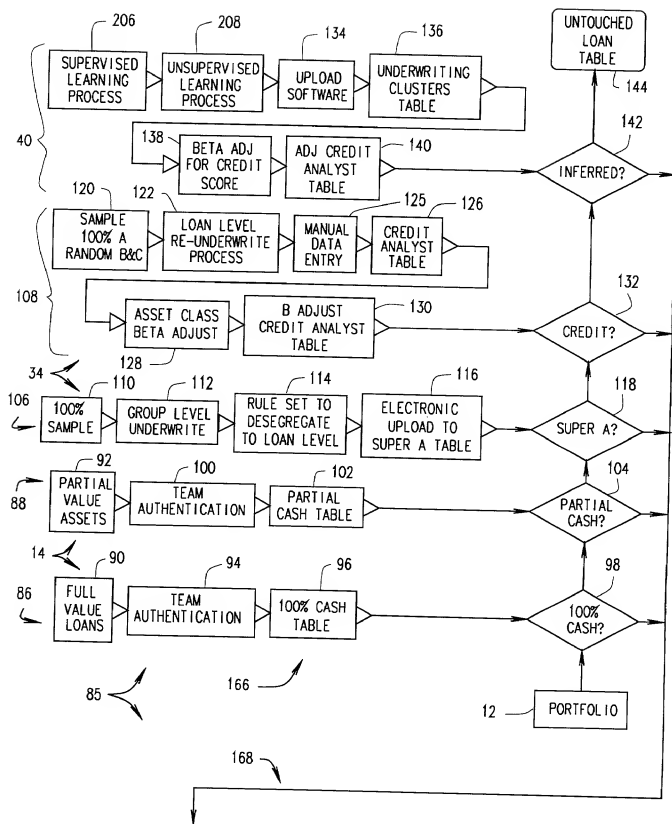 206
208
134
136
SUPERVISED
LEARNING
PROCESS
UNSUPERVISED
LEARNING
PROCESS
UPLOAD
SOFTWARE
UNDERWRITING
CLUSTERS
TABLE
UNTOUCHED
LOAN
TABLE
144
142
40
138
BETA ADJ
FOR CREDIT
SCORE
ADJ CREDIT
ANALYST
TABLE
140
INFERRED?
120
122
125
126
SAMPLE
100% A
RANDOM B&C
LOAN LEVEL
RE-UNDERWRITE
PROCESS
MANUAL
DATA
ENTRY
CREDIT
ANALYST
TABLE
108
ASSET CLASS
BETA ADJUST
128
B ADJUST
CREDIT ANALYST
TABLE
130
132
CREDIT?
34
110
112
114
116
118
106
100%
SAMPLE
GROUP LEVEL
UNDERWRITE
RULE SET TO
DESEGREGATE
TO LOAN LEVEL
ELECTRONIC
UPLOAD TO
SUPER A TABLE
SUPER A?
92
100
102
104
88
PARTIAL
VALUE
ASSETS
TEAM
AUTHENTICATION
PARTIAL
CASH TABLE
PARTIAL
CASH?
14
90
94
96
98
86
FULL
VALUE
LOANS
TEAM
AUTHENTICATION
100% CASH
TABLE
100%
CASH?
85
166
12
PORTFOLIO
168